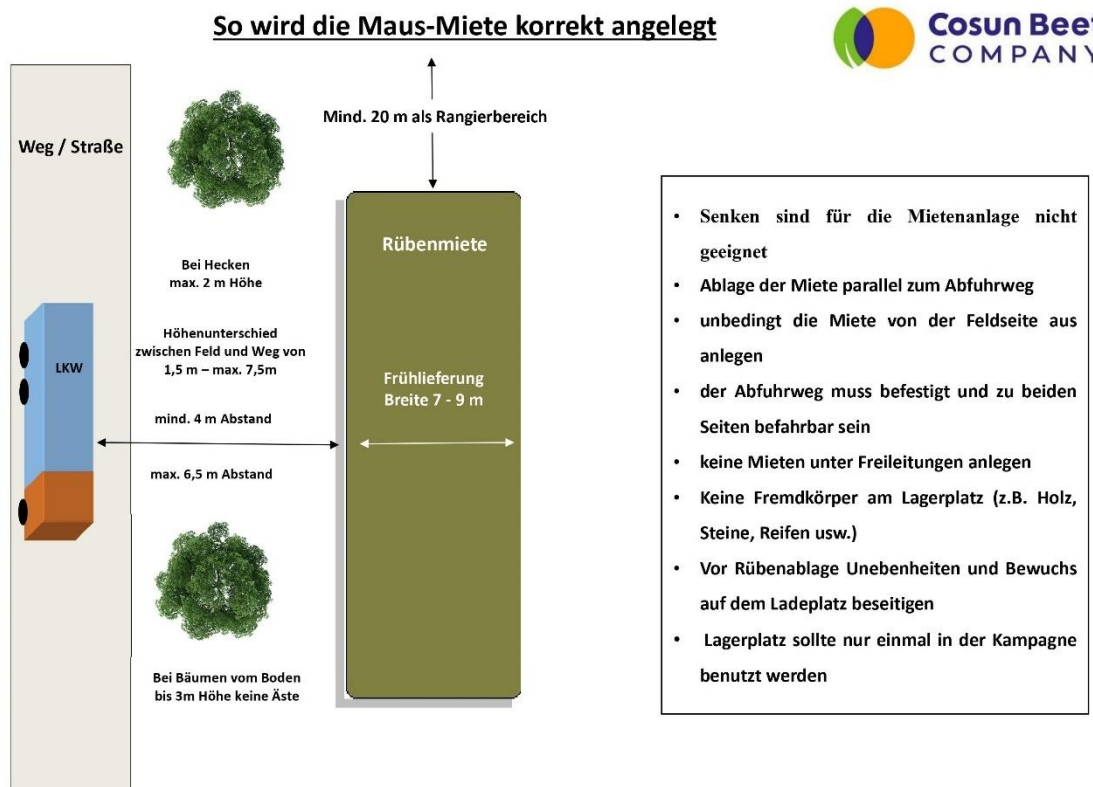 So wird die Maus-Miete korrekt angelegt
Cosun Beet
COMPANY
Mind. 20 m als Rangierbereich
Weg / Straße
Rübenmiete
Bei Hecken
max. 2 m Höhe
Höhenunterschied
zwischen Feld und Weg von
1,5 m – max. 7,5m
LKW
Frühlieferung
Breite 7 - 9 m
mind. 4 m Abstand
max. 6,5 m Abstand
Bei Bäumen vom Boden
bis 3m Höhe keine Äste
• Senken sind für die Mietenanlage nicht
geeignet
• Ablage der Miete parallel zum Abfuhrweg
• unbedingt die Miete von der Feldseite aus
anlegen
• der Abfuhrweg muss befestigt und zu beiden
Seiten befahrbar sein
• keine Mieten unter Freileitungen anlegen
• Keine Fremdkörper am Lagerplatz (z.B. Holz,
Steine, Reifen usw.)
• Vor Rübenablage Unebenheiten und Bewuchs
auf dem Ladeplatz beseitigen
• Lagerplatz sollte nur einmal in der Kampagne
benutzt werden